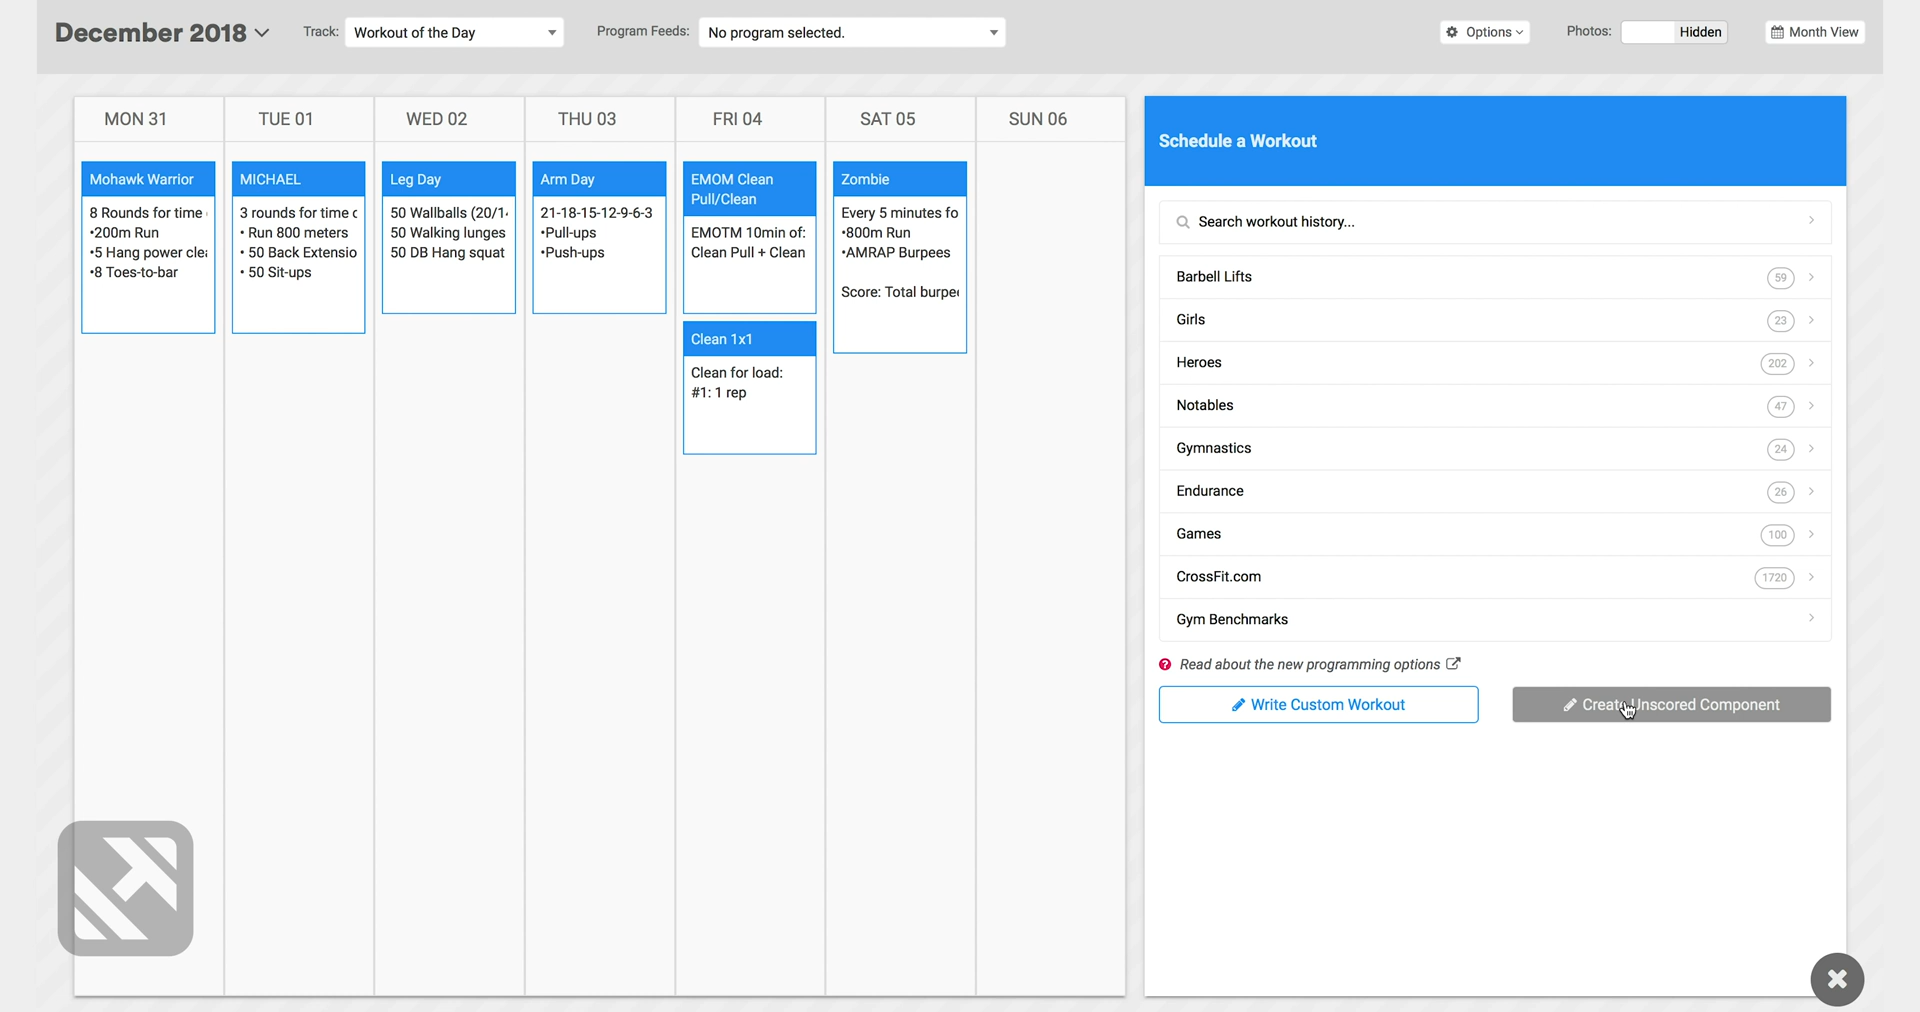 December 2018
Track: Workout of the Day
Program Feeds: No program selected.
Options
Photos: Hidden
Month View
MON 31
TUE 01
WED 02
THU 03
FRI 04
SAT 05
SUN 06
Mohawk Warrior
8 Rounds for time
•200m Run
•5 Hang power
•8 Toes-to-bar
MICHAEL
3 rounds for time
• Run 800 meters
• 50 Back Extensio
• 50 Sit-ups
Leg Day
50 Wallballs (20/1
50 Walking lunges
50 DB Hang squat
Arm Day
21-18-15-12-9-6-3
•Pull-ups
•Push-ups
EMOM Clean
Pull/Clean
EMOTM 10min of:
Clean Pull + Clean
Clean 1x1
Clean for load:
#1: 1 rep
Zombie
Every 5 minutes fo
•800m Run
•AMRAP Burpees
Score: Total burpe
Schedule a Workout
Search workout history...
Barbell Lifts 59
Girls 23
Heroes 202
Notables 47
Gymnastics 24
Endurance 26
Games 100
CrossFit.com 1720
Gym Benchmarks
Read about the new programming options
Write Custom Workout
Create Unscored Component